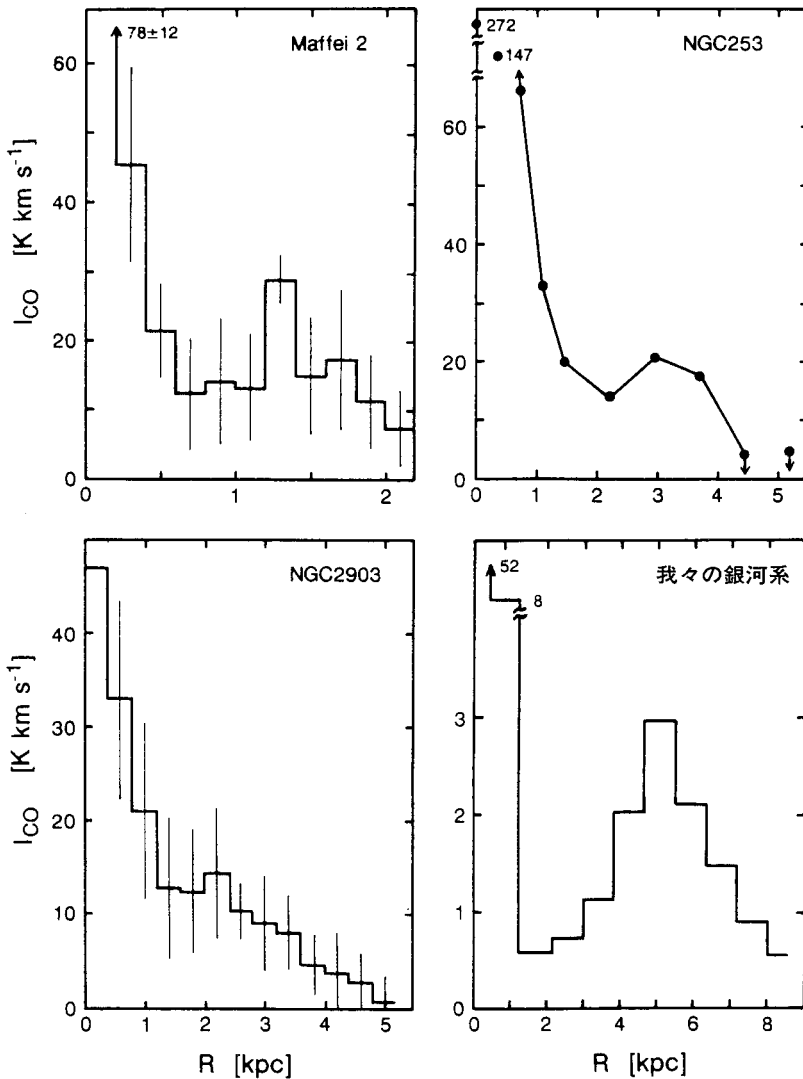 78±12
Maffei 2
60
40
20
0
I_CO [K km s⁻¹]
0 1 2
272
147
NGC253
60
40
20
0
0 1 2 3 4 5
NGC2903
40
30
20
10
0
I_CO [K km s⁻¹]
0 1 2 3 4 5
R [kpc]
52
8
我々の銀河系
3
2
1
0
0 2 4 6 8
R [kpc]